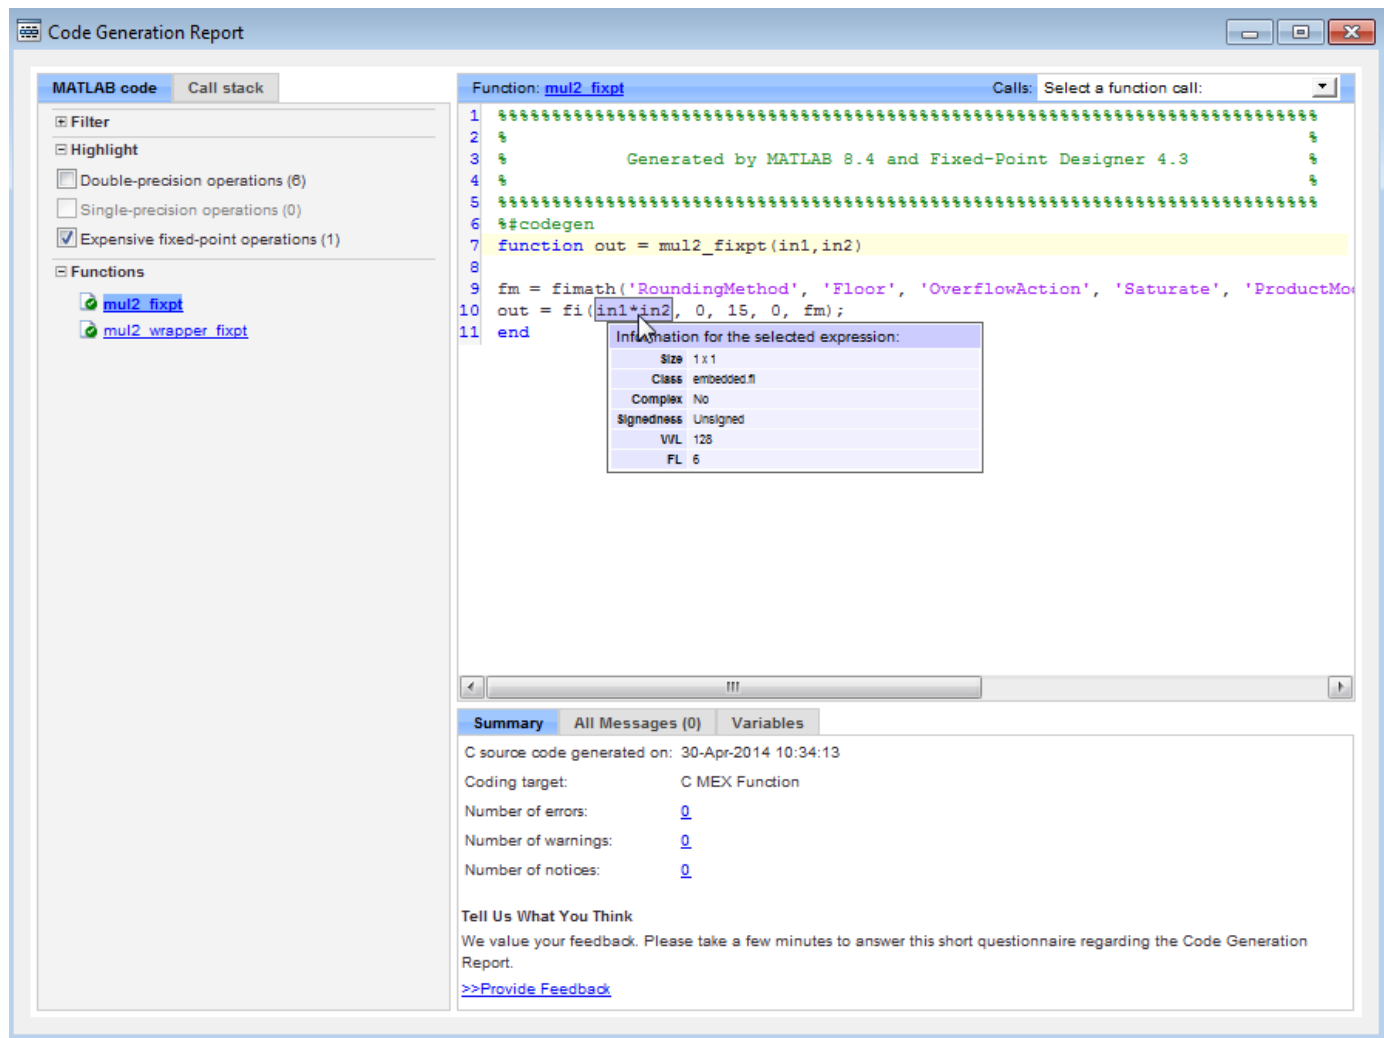 Code Generation Report
MATLAB code
Call stack
Filter
Highlight
Double-precision operations (6)
Single-precision operations (0)
Expensive fixed-point operations (1)
Functions
mul2_fixpt
mul2_wrapper_fixpt
Function: mul2_fixpt
Calls: Select a function call:
1 %%%%%%%%%%%%%%%%%%%%%%%%%%%%%%%%%%%%%%%%%%%%%%%%%%%%%%%%%%%%%%%%%%%%%%%%%%%%
2 % %
3 % Generated by MATLAB 8.4 and Fixed-Point Designer 4.3 %
4 % %
5 %%%%%%%%%%%%%%%%%%%%%%%%%%%%%%%%%%%%%%%%%%%%%%%%%%%%%%%%%%%%%%%%%%%%%%%%%%%%
6 %#codegen
7 function out = mul2_fixpt(in1,in2)
8
9 fm = fimath('RoundingMethod', 'Floor', 'OverflowAction', 'Saturate', 'ProductMo
10 out = fi(in1*in2, 0, 15, 0, fm);
11 end
Information for the selected expression:
Size 1 x 1
Class embedded.fi
Complex No
Signedness Unsigned
WL 128
FL 6
Summary
All Messages (0)
Variables
C source code generated on: 30-Apr-2014 10:34:13
Coding target: C MEX Function
Number of errors: 0
Number of warnings: 0
Number of notices: 0
Tell Us What You Think
We value your feedback. Please take a few minutes to answer this short questionnaire regarding the Code Generation
Report.
>>Provide Feedback